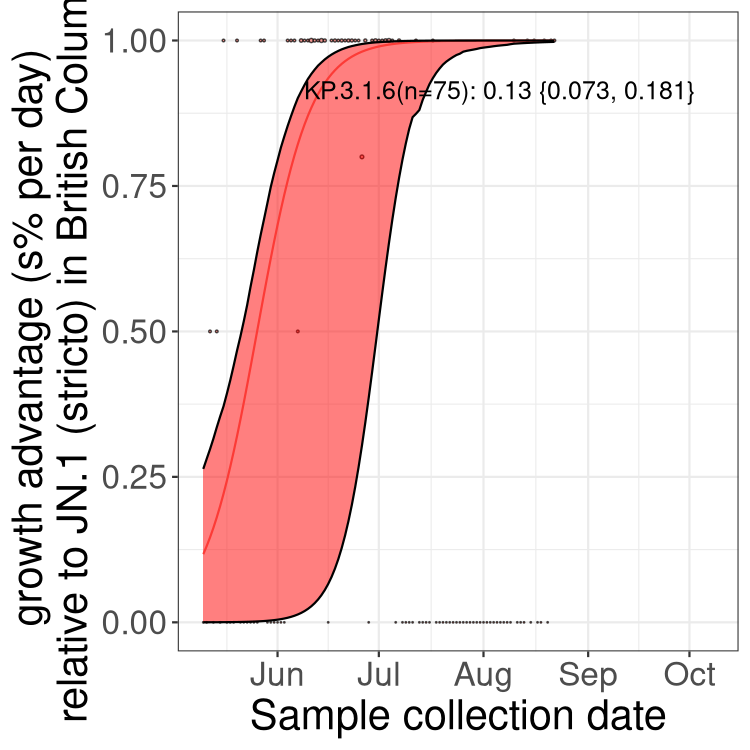 growth advantage (s% per day)
relative to JN.1 (stricto) in British Colum
1.00
0.75
0.50
0.25
0.00
KP.3.1.6(n=75): 0.13 {0.073, 0.181}
Jun Jul Aug Sep Oct
Sample collection date